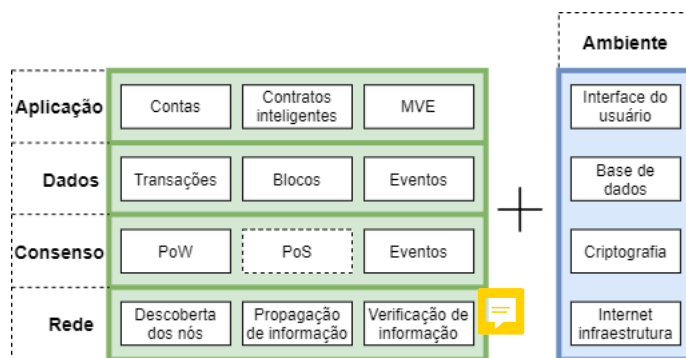 Ambiente
Aplicação
Contas
Contratos
inteligentes
MVE
Interface do
usuário
Dados
Transações
Blocos
Eventos
Base de
dados
Consenso
PoW
PoS
Eventos
Criptografia
Rede
Descoberta
dos nós
Propagação
de informação
Verificação de
informação
Internet
infraestrutura